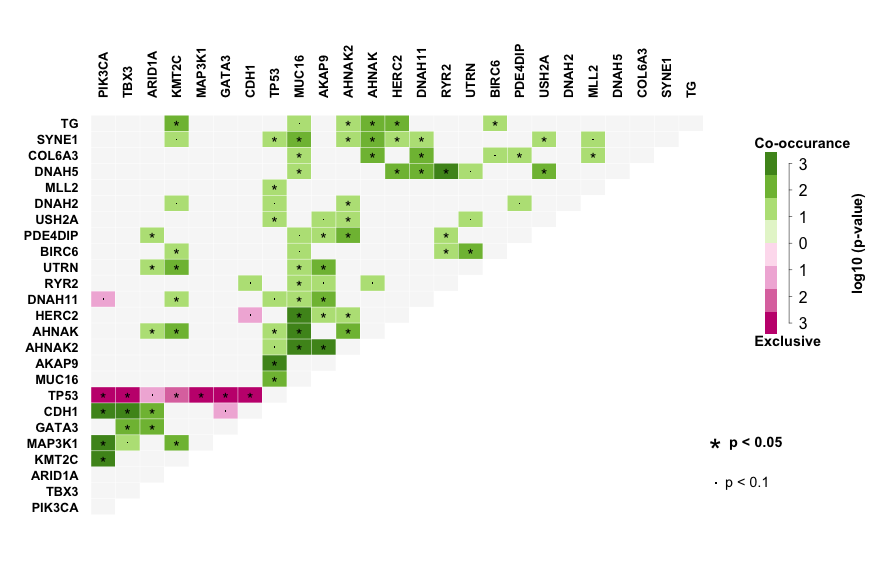 PIK3CA TBX3 ARID1A KMT2C MAP3K1 GATA3 CDH1 TP53 MUC16 AKAP9 AHNAK2 AHNAK HERC2 DNAH11 RYR2 UTRN BIRC6 PDE4DIP USH2A DNAH2 MLL2 DNAH5 COL6A3 SYNE1 TG
TG
SYNE1
COL6A3
DNAH5
MLL2
DNAH2
USH2A
PDE4DIP
BIRC6
UTRN
RYR2
DNAH11
HERC2
AHNAK
AHNAK2
AKAP9
MUC16
TP53
CDH1
GATA3
MAP3K1
KMT2C
ARID1A
TBX3
PIK3CA
Co-occurance
3
2
1
0
1
2
3
Exclusive
log10 (p-value)
* p < 0.05
· p < 0.1